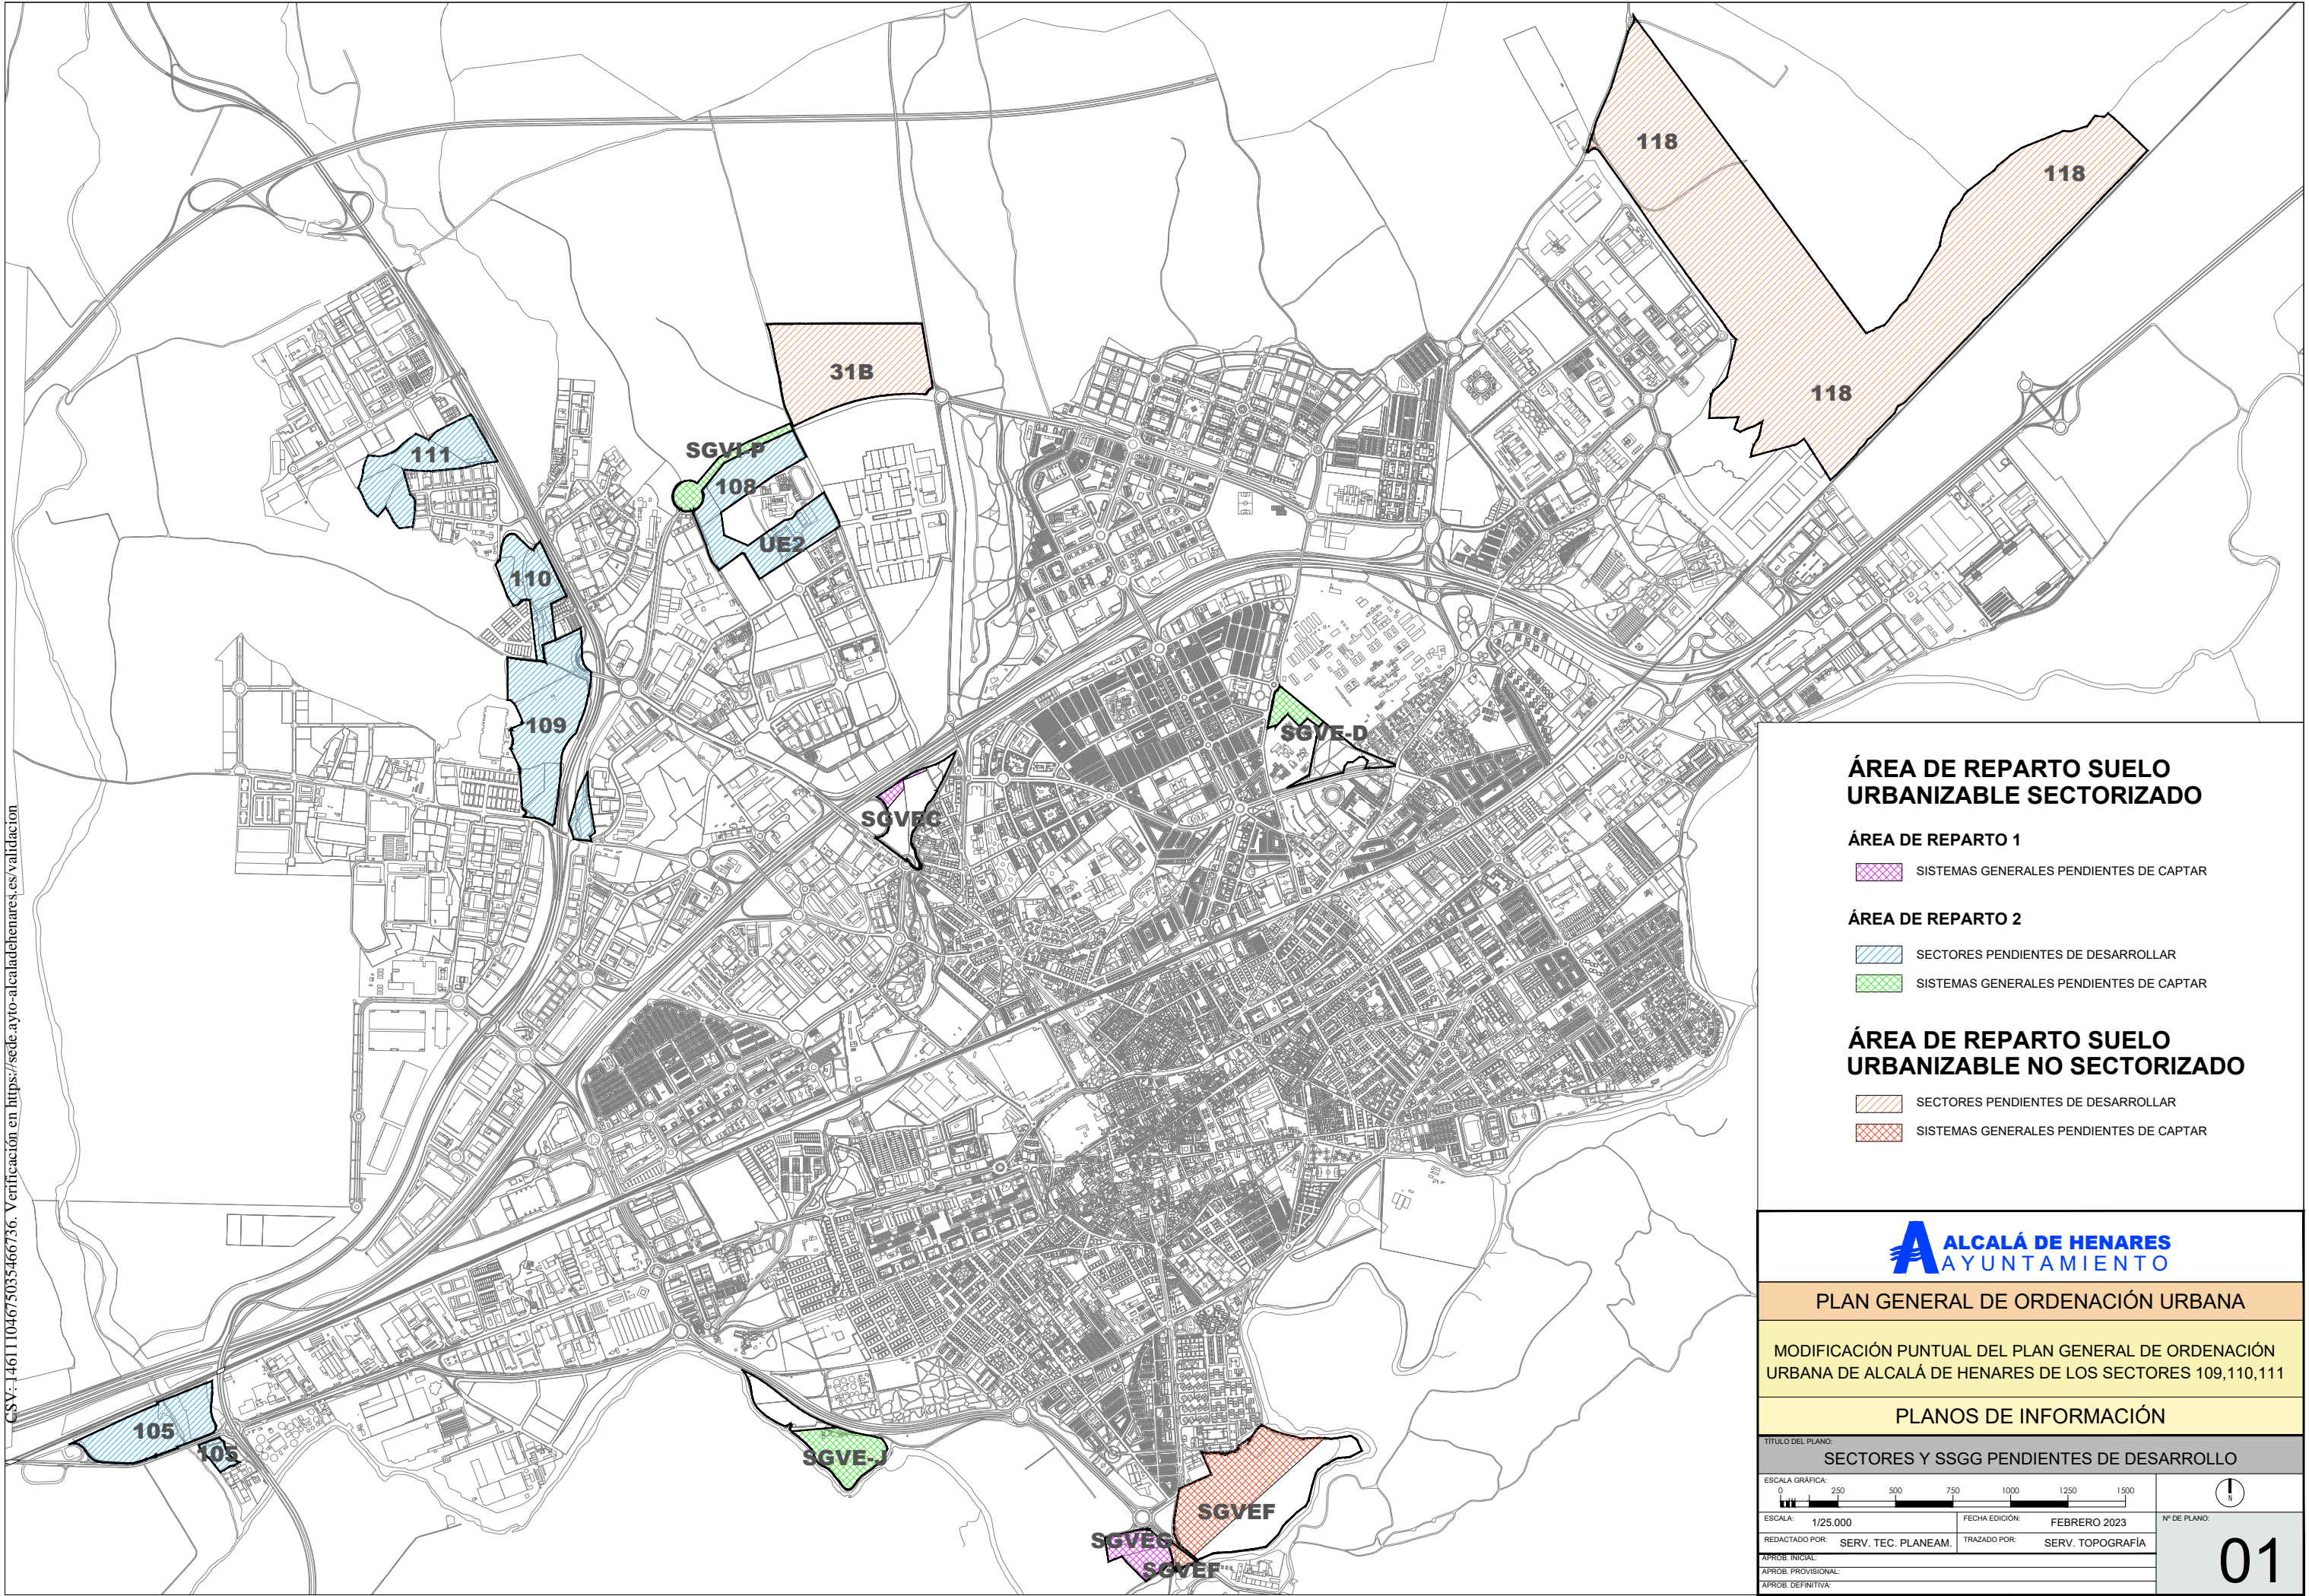 118
118
118
31B
SGVI-P
108
UE2
111
110
109
SGVE-D
SGVEC
105
105
SGVE-J
SGVEF
SGVEG
SGVEF
CSV: 14611104675035466736. Verificación en https://sede.ayto-alcaladehenares.es/validacion
ÁREA DE REPARTO SUELO
URBANIZABLE SECTORIZADO
ÁREA DE REPARTO 1
SISTEMAS GENERALES PENDIENTES DE CAPTAR
ÁREA DE REPARTO 2
SECTORES PENDIENTES DE DESARROLLAR
SISTEMAS GENERALES PENDIENTES DE CAPTAR
ÁREA DE REPARTO SUELO
URBANIZABLE NO SECTORIZADO
SECTORES PENDIENTES DE DESARROLLAR
SISTEMAS GENERALES PENDIENTES DE CAPTAR
ALCALÁ DE HENARES
AYUNTAMIENTO
PLAN GENERAL DE ORDENACIÓN URBANA
MODIFICACIÓN PUNTUAL DEL PLAN GENERAL DE ORDENACIÓN
URBANA DE ALCALÁ DE HENARES DE LOS SECTORES 109,110,111
PLANOS DE INFORMACIÓN
TÍTULO DEL PLANO:
SECTORES Y SSGG PENDIENTES DE DESARROLLO
ESCALA GRÁFICA:
0 250 500 750 1000 1250 1500
N
ESCALA: 1/25.000
FECHA EDICIÓN: FEBRERO 2023
Nº DE PLANO:
REDACTADO POR: SERV. TEC. PLANEAM.
TRAZADO POR: SERV. TOPOGRAFÍA
01
APROB. INICIAL:
APROB. PROVISIONAL:
APROB. DEFINITIVA: